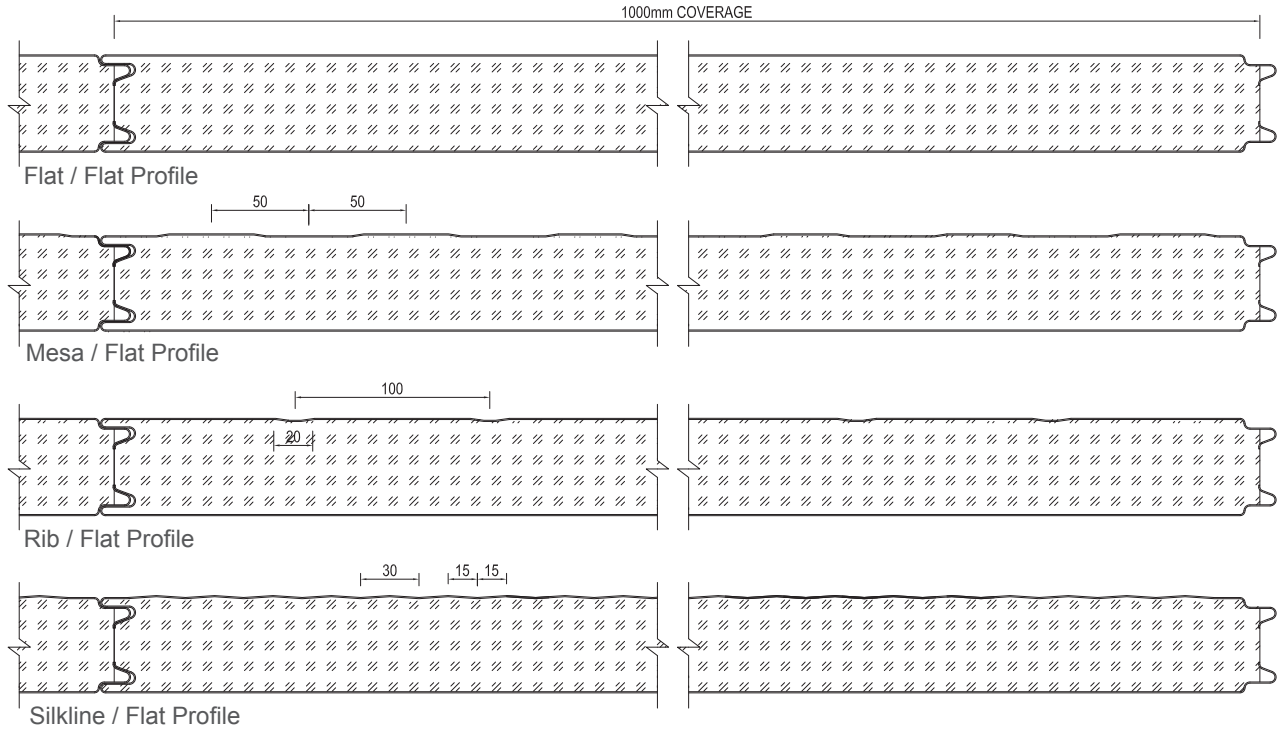 1000mm COVERAGE
Flat / Flat Profile
50 50
Mesa / Flat Profile
100
20
Rib / Flat Profile
30 15 15
Silkline / Flat Profile